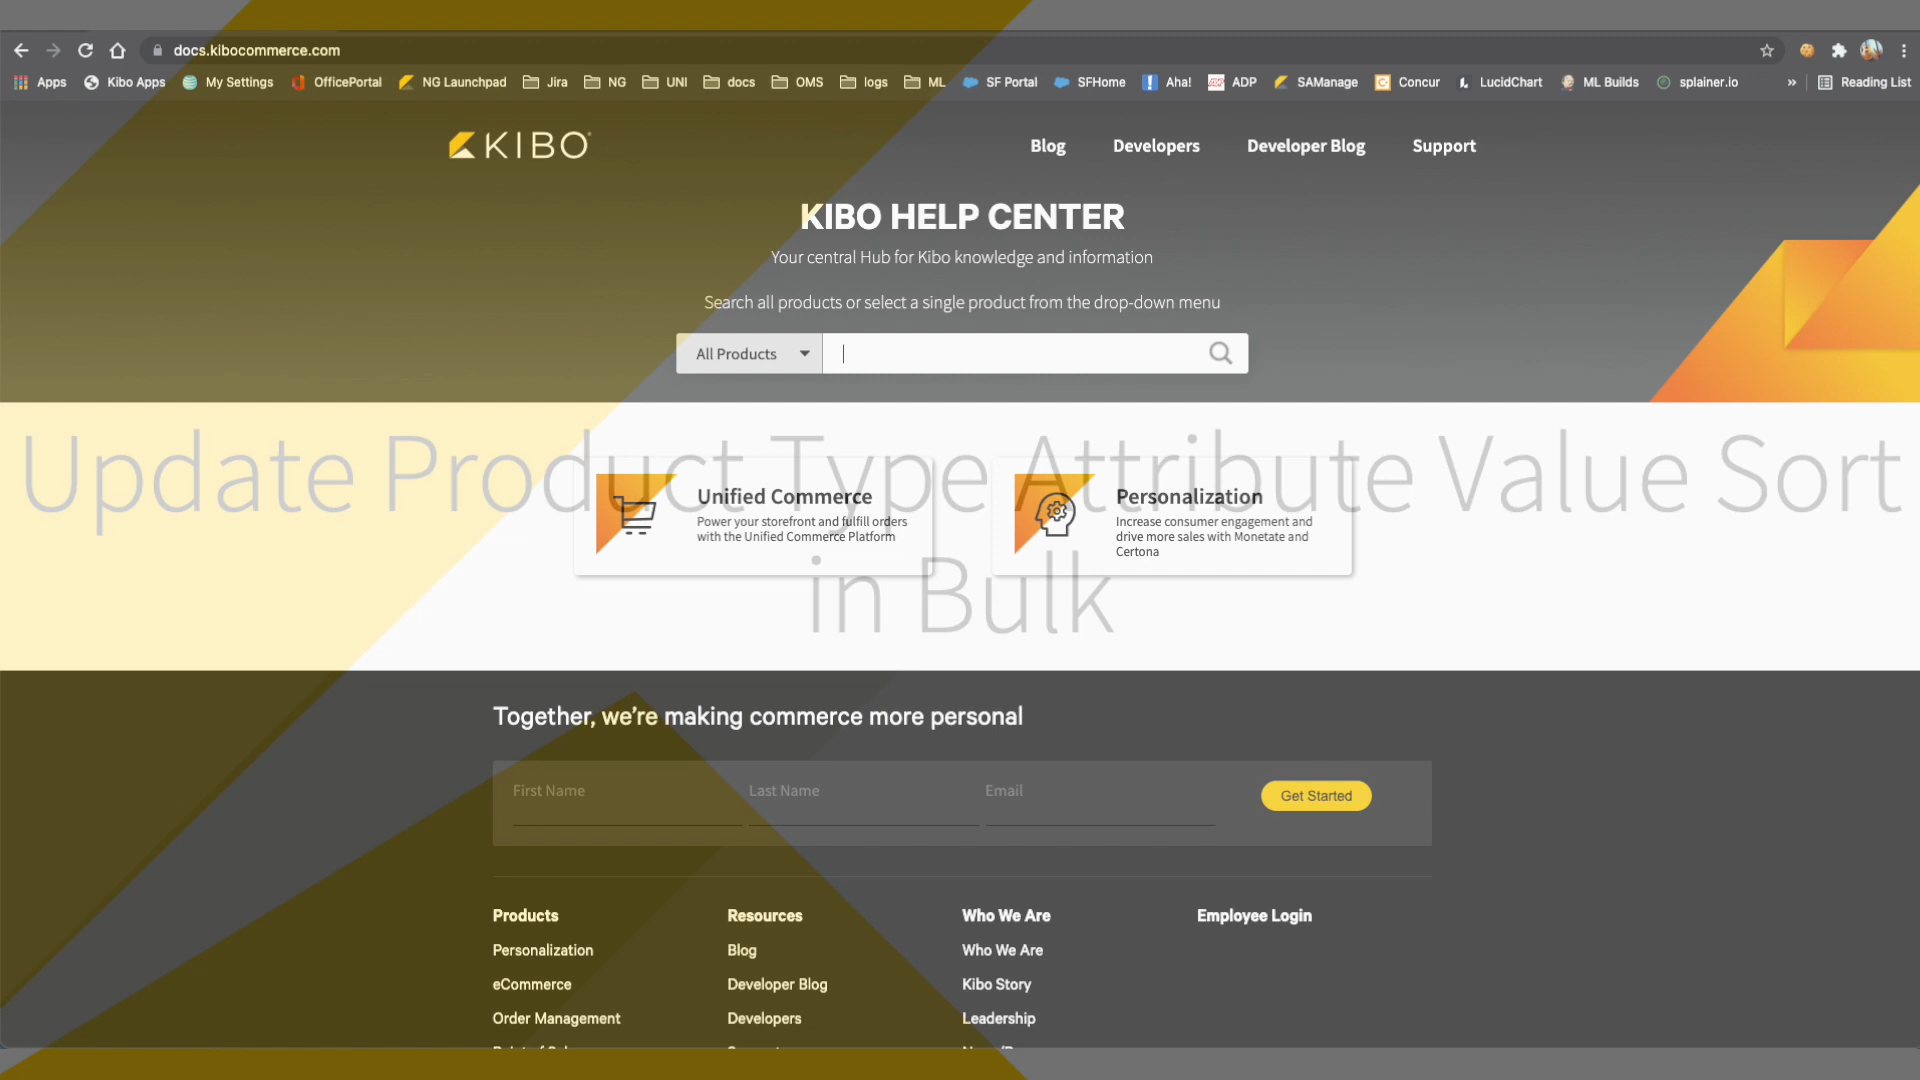 docs.kibocommerce.com
Apps Kibo Apps My Settings OfficePortal NG Launchpad Jira NG UNI docs OMS logs ML SF Portal SFHome Aha! ADP SAManage Concur LucidChart ML Builds splainer.io » Reading List
KIBO Blog Developers Developer Blog Support
KIBO HELP CENTER
Your central Hub for Kibo knowledge and information
Search all products or select a single product from the drop-down menu
All Products
Update Product Type Attribute Value Sort
in Bulk
Unified Commerce
Power your storefront and fulfill orders
with the Unified Commerce Platform
Personalization
Increase consumer engagement and
drive more sales with Monetate and
Certona
Together, we're making commerce more personal
First Name Last Name Email Get Started
Products Resources Who We Are Employee Login
Personalization Blog Who We Are
eCommerce Developer Blog Kibo Story
Order Management Developers Leadership